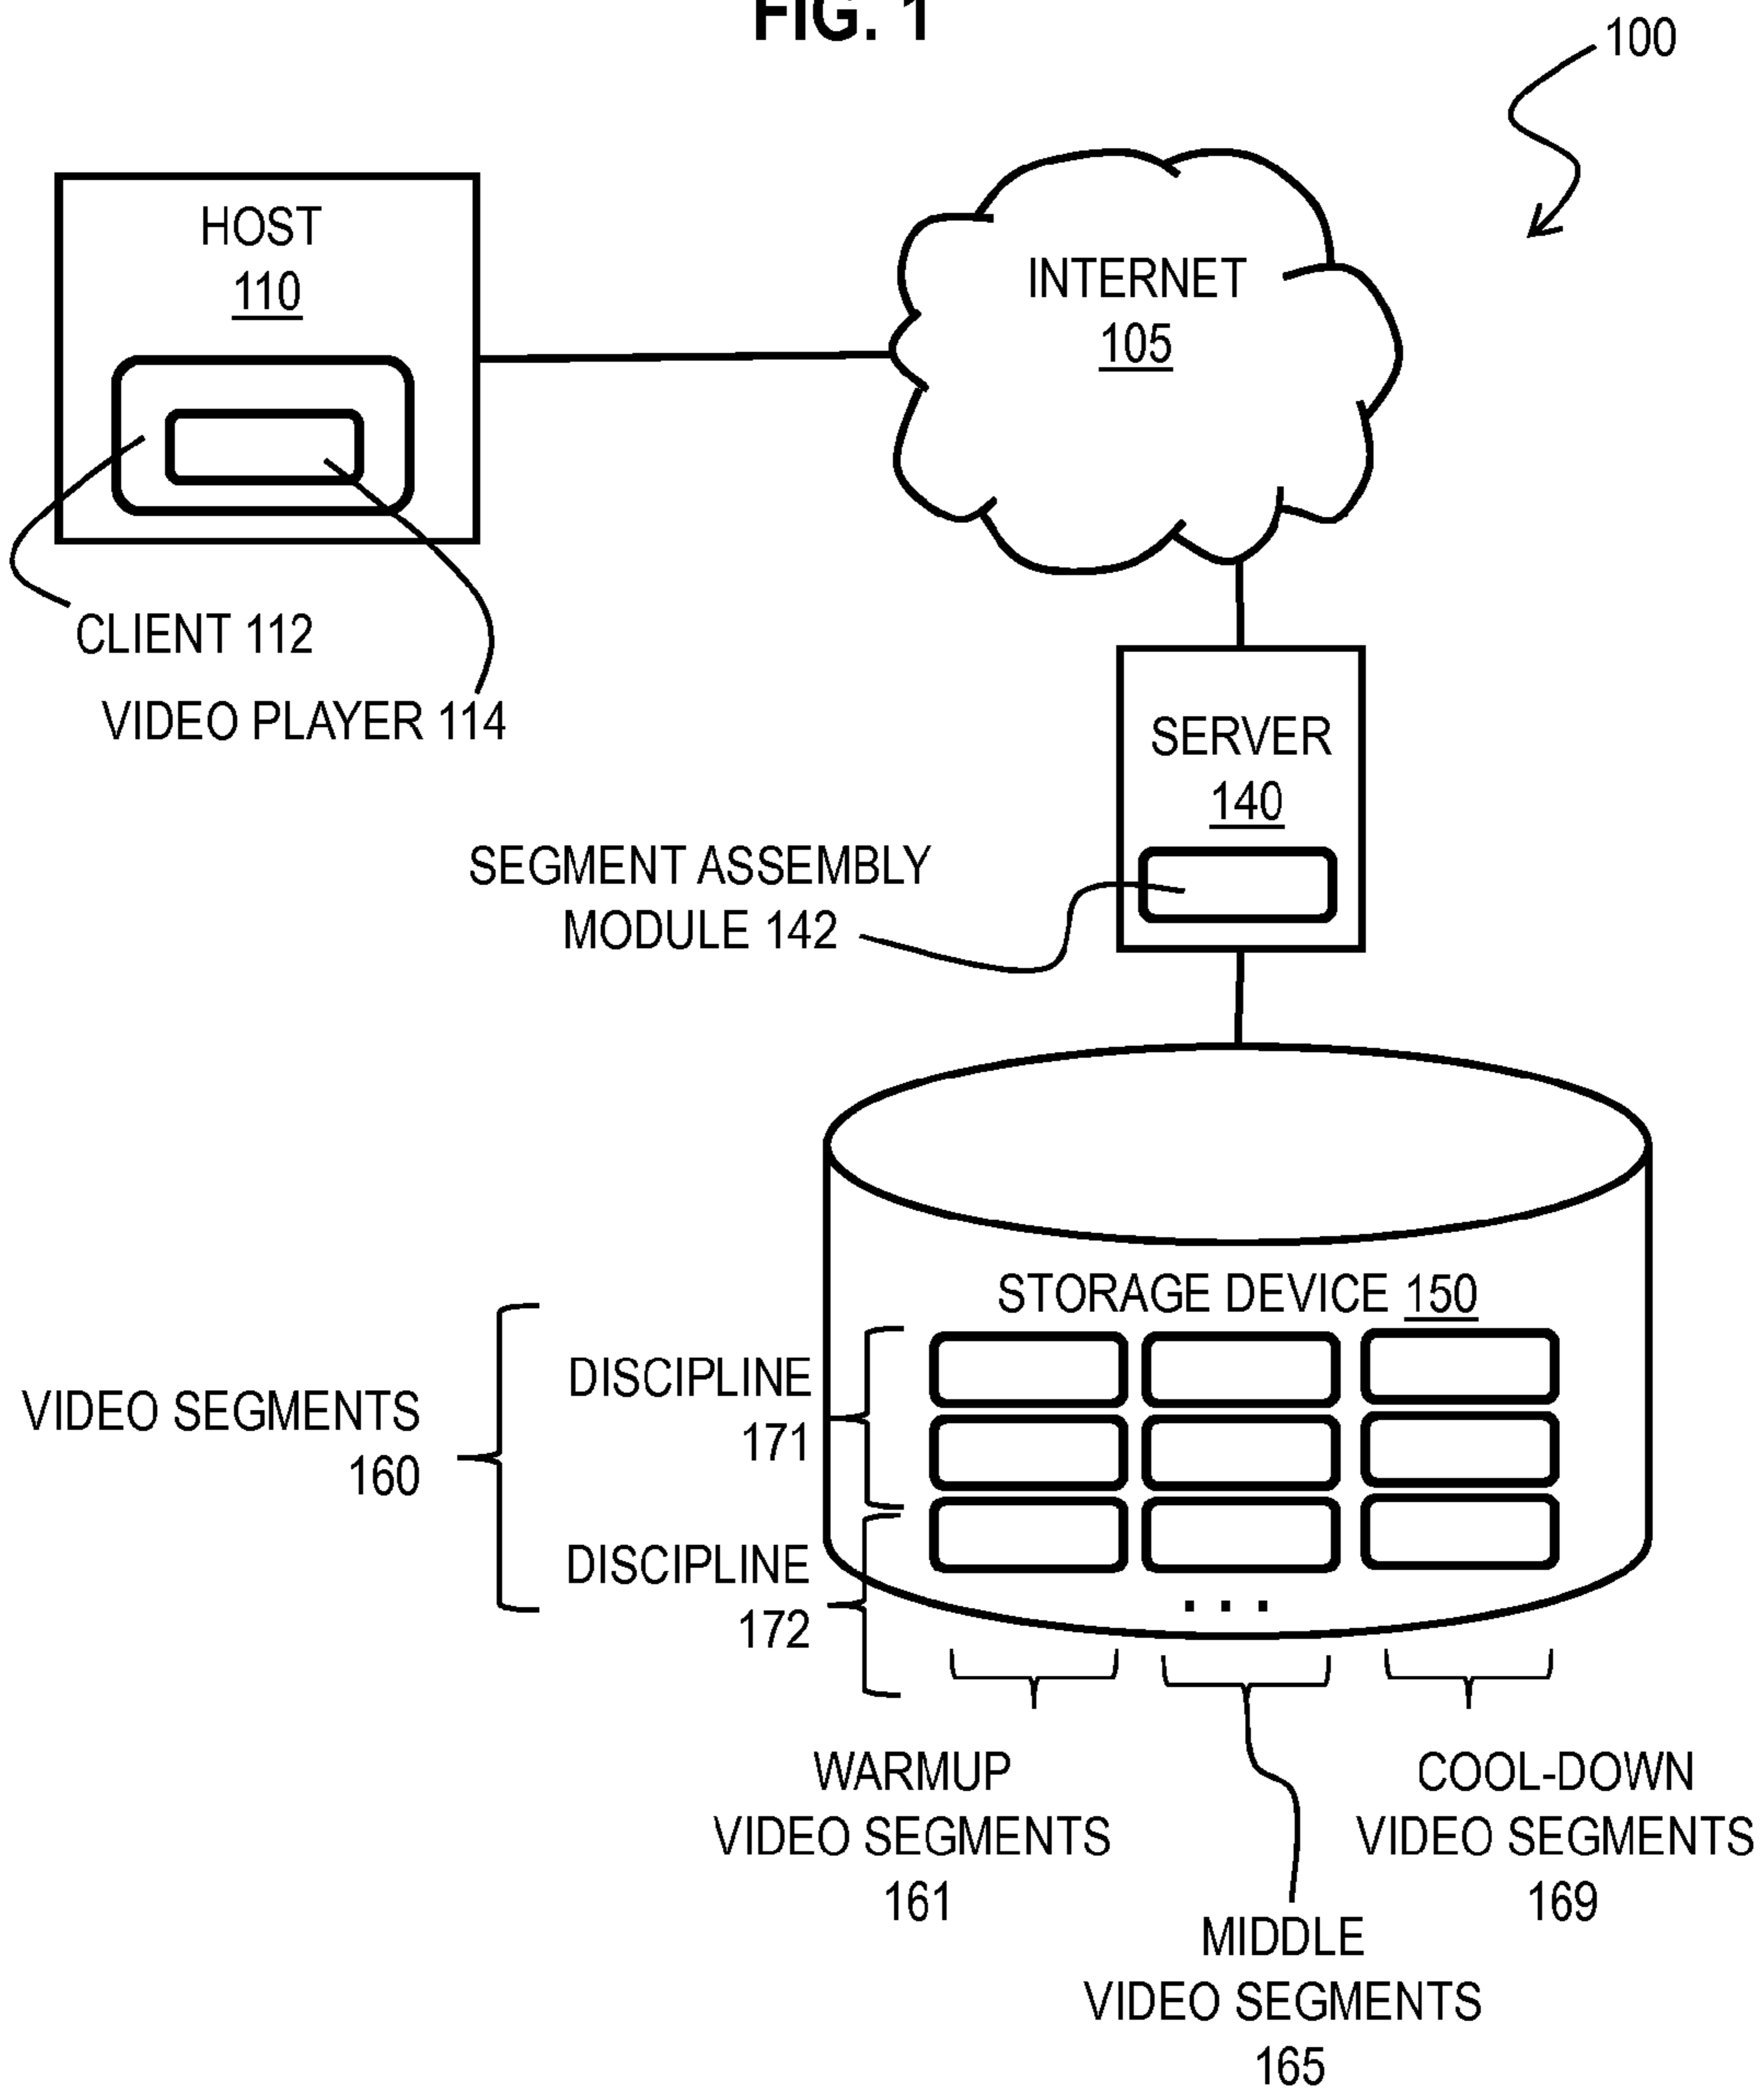 FIG. 1
100
HOST
110
INTERNET
105
CLIENT 112
VIDEO PLAYER 114
SERVER
140
SEGMENT ASSEMBLY
MODULE 142
STORAGE DEVICE 150
VIDEO SEGMENTS
160
DISCIPLINE
171
DISCIPLINE
172
. . .
WARMUP
VIDEO SEGMENTS
161
MIDDLE
VIDEO SEGMENTS
165
COOL-DOWN
VIDEO SEGMENTS
169